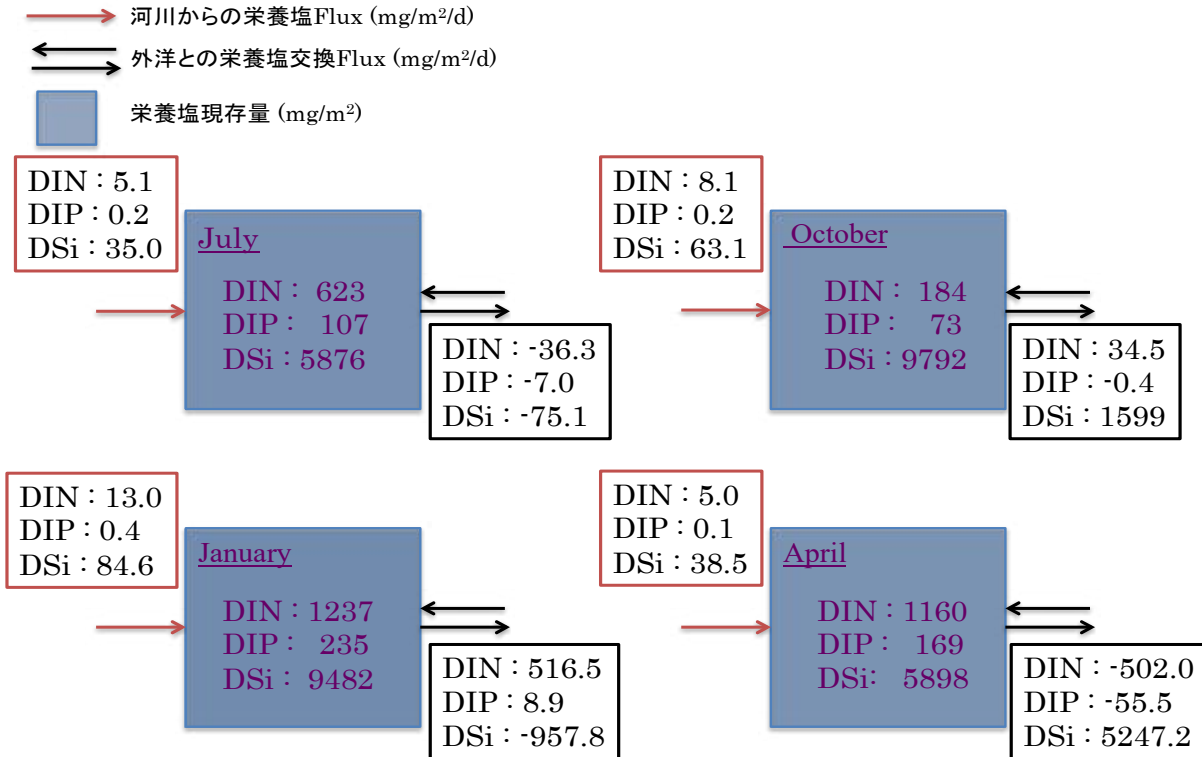 河川からの栄養塩Flux (mg/m²/d)
外洋との栄養塩交換Flux (mg/m²/d)
栄養塩現存量 (mg/m²)
DIN：5.1
DIP：0.2
DSi：35.0
July
DIN： 623
DIP： 107
DSi：5876
DIN：-36.3
DIP：-7.0
DSi：-75.1
DIN：8.1
DIP：0.2
DSi：63.1
October
DIN： 184
DIP： 73
DSi：9792
DIN：34.5
DIP：-0.4
DSi：1599
DIN：13.0
DIP：0.4
DSi：84.6
January
DIN：1237
DIP： 235
DSi： 9482
DIN：516.5
DIP：8.9
DSi：-957.8
DIN：5.0
DIP：0.1
DSi：38.5
April
DIN：1160
DIP： 169
DSi: 5898
DIN：-502.0
DIP：-55.5
DSi：5247.2